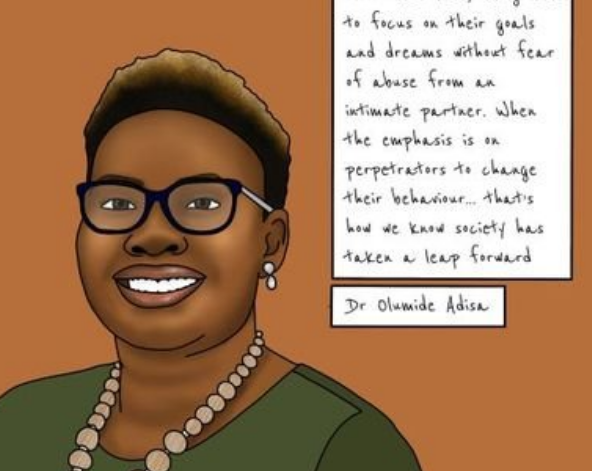 to focus on their goals
and dreams without fear
of abuse from an
intimate partner. When
the emphasis is on
perpetrators to change
their behaviour... that's
how we know society has
taken a leap forward
Dr Olumide Adisa